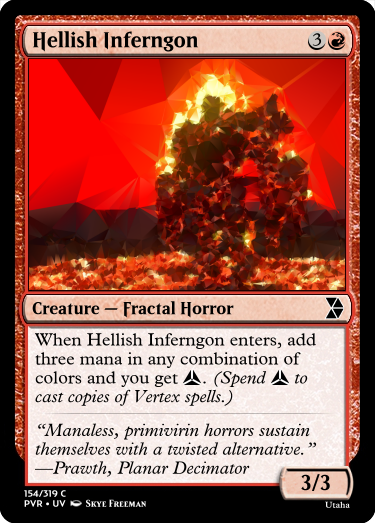 Hellish Inferngon 3
Creature — Fractal Horror
When Hellish Inferngon enters, add
three mana in any combination of
colors and you get . (Spend to
cast copies of Vertex spells.)
“Manaless, primivirin horrors sustain
themselves with a twisted alternative.”
—Prawth, Planar Decimator
3/3
154/319 C
PVR • UV Skye Freeman
Utaha